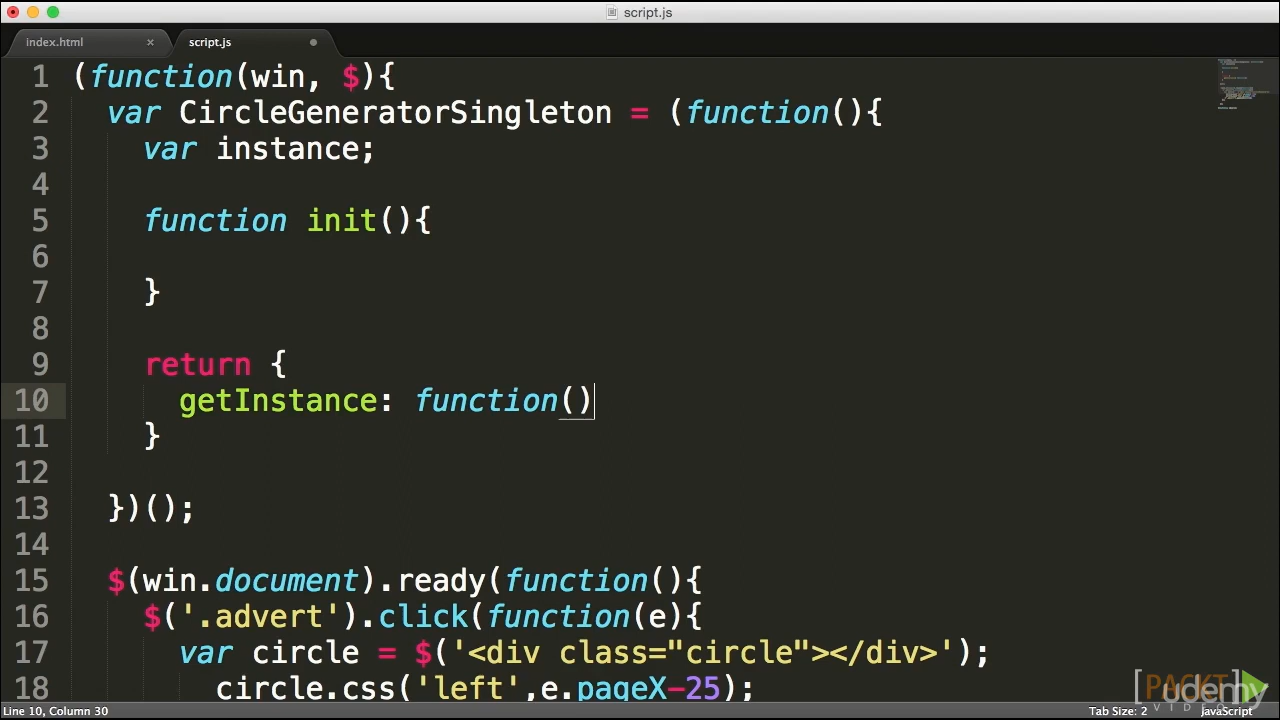 script.js
index.html × script.js
1 (function(win, $){
2 var CircleGeneratorSingleton = (function(){
3 var instance;
4
5 function init(){
6
7 }
8
9 return {
10 getInstance: function()
11 }
12
13 })();
14
15 $(win.document).ready(function(){
16 $('.advert').click(function(e){
17 var circle = $('<div class="circle"></div>');
18 circle.css('left',e.pageX-25);
[PACKT]
VIDEO
udemy
Line 10, Column 30 Tab Size: 2 JavaScript